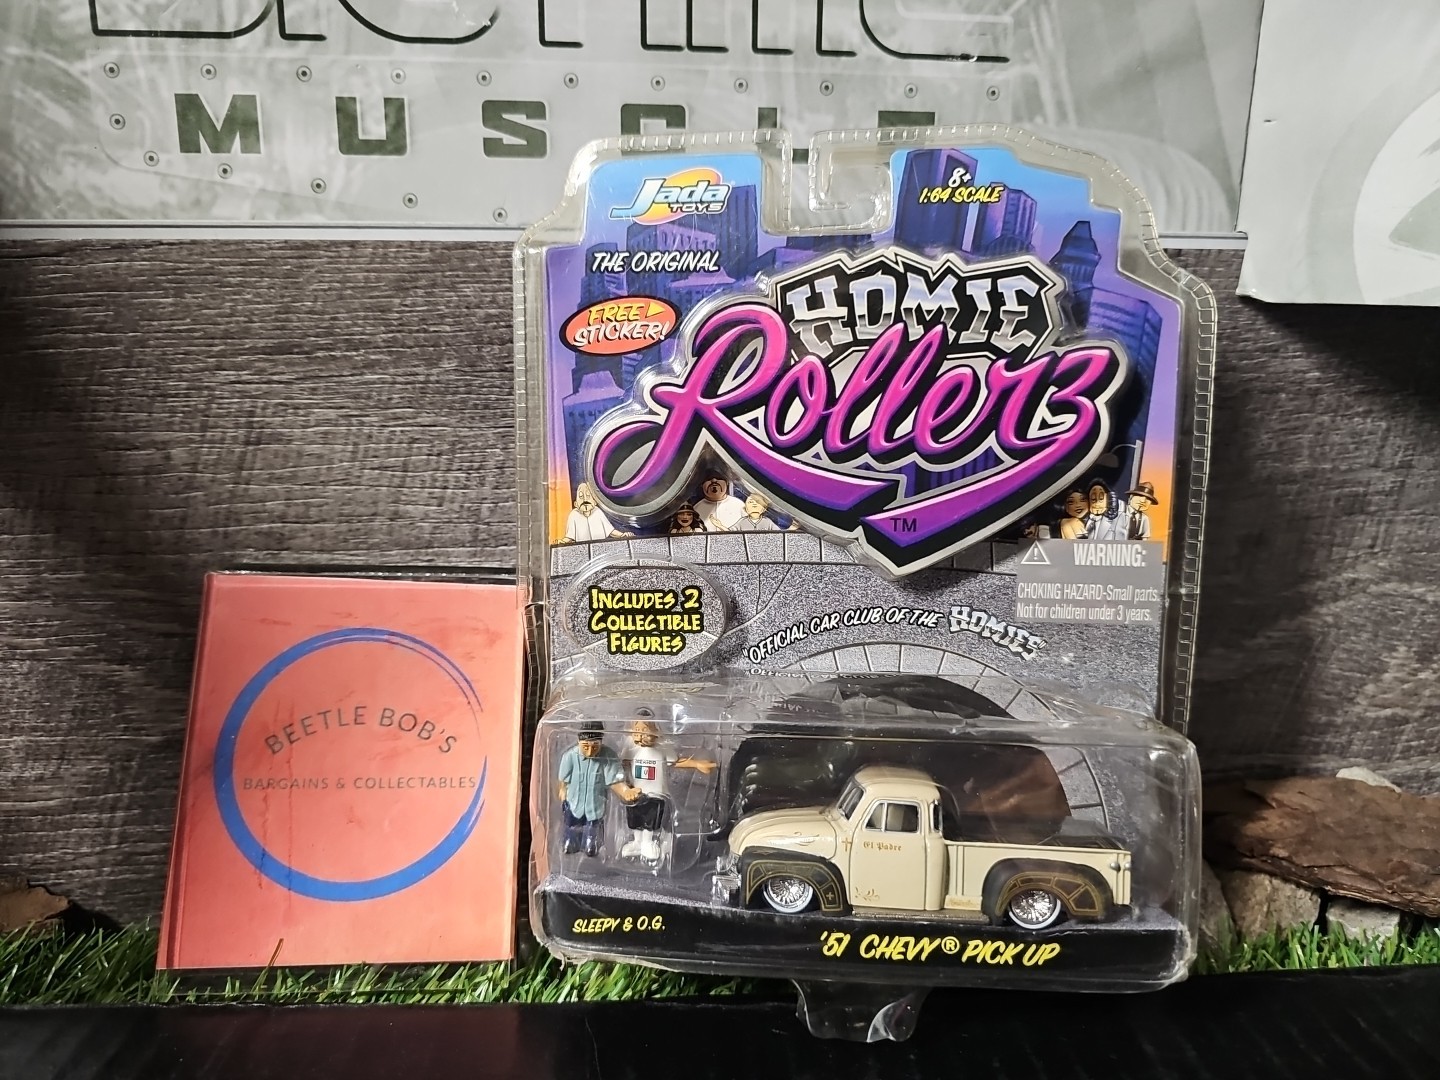 MUSCLE
Jada
TOYS
8+
1:64 SCALE
THE ORIGINAL
FREE
STICKER!
HOMIE
Rollerz
TM
WARNING:
CHOKING HAZARD-Small parts.
Not for children under 3 years.
INCLUDES 2
COLLECTIBLE
FIGURES
"OFFICIAL CAR CLUB OF THE HOMIES"
BEETLE BOB'S
BARGAINS & COLLECTABLES
MEXICO
El Padre
SLEEPY & O.G.
'51 CHEVY® PICK UP